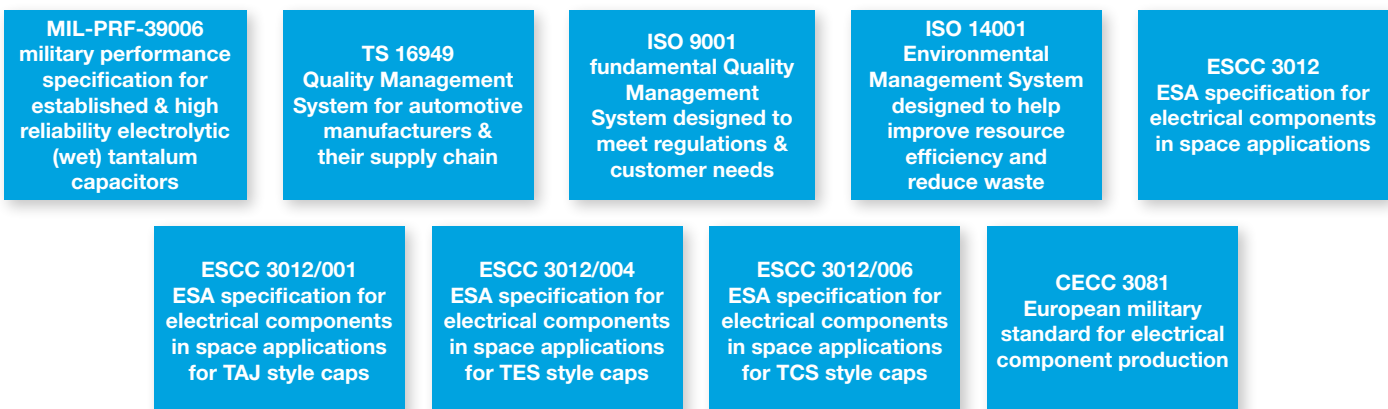 MIL-PRF-39006
military performance
specification for
established & high
reliability electrolytic
(wet) tantalum
capacitors
TS 16949
Quality Management
System for automotive
manufacturers &
their supply chain
ISO 9001
fundamental Quality
Management
System designed to
meet regulations &
customer needs
ISO 14001
Environmental
Management System
designed to help
improve resource
efficiency and
reduce waste
ESCC 3012
ESA specification for
electrical components
in space applications
ESCC 3012/001
ESA specification for
electrical components
in space applications
for TAJ style caps
ESCC 3012/004
ESA specification for
electrical components
in space applications
for TES style caps
ESCC 3012/006
ESA specification for
electrical components
in space applications
for TCS style caps
CECC 3081
European military
standard for electrical
component production